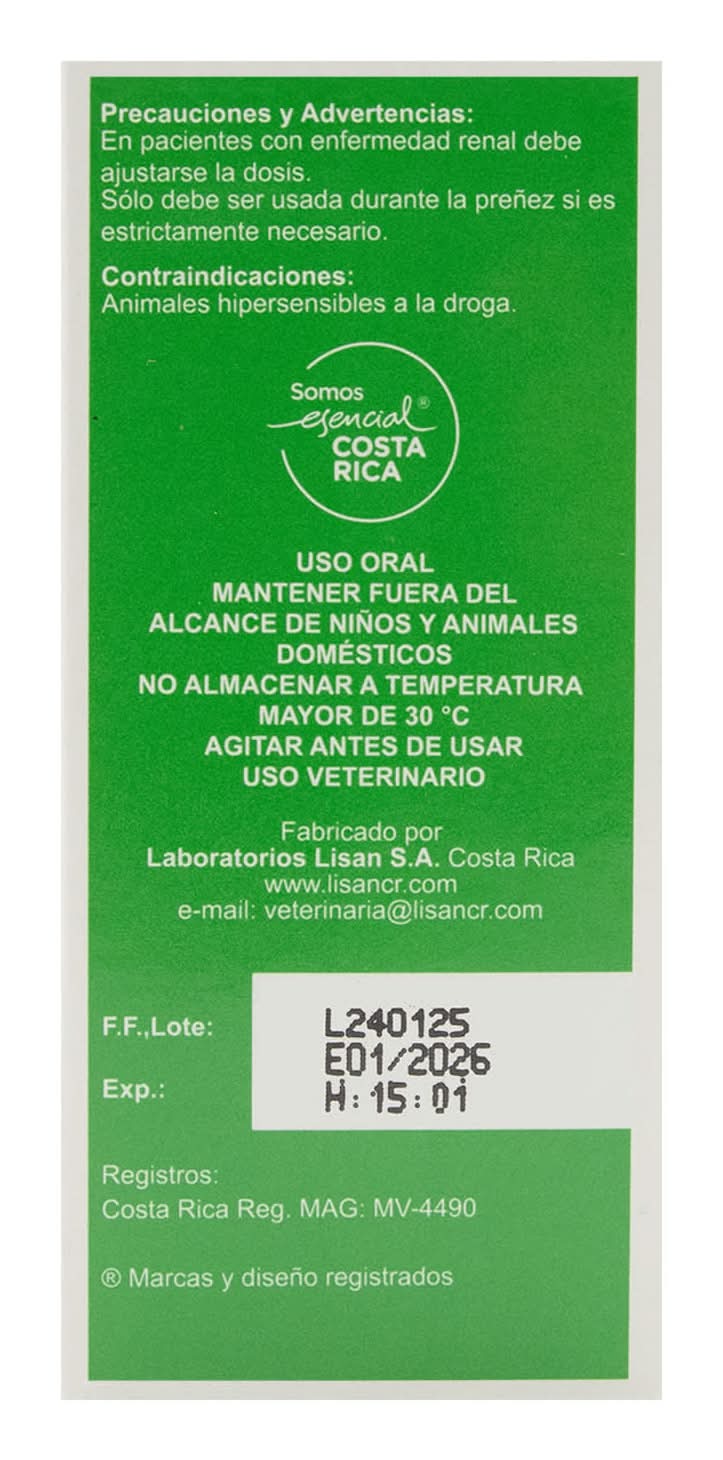 Precauciones y Advertencias:
En pacientes con enfermedad renal debe
ajustarse la dosis.
Sólo debe ser usada durante la preñez si es
estrictamente necesario.
Contraindicaciones:
Animales hipersensibles a la droga.
Somos
esencial®
COSTA
RICA
USO ORAL
MANTENER FUERA DEL
ALCANCE DE NIÑOS Y ANIMALES
DOMÉSTICOS
NO ALMACENAR A TEMPERATURA
MAYOR DE 30 °C
AGITAR ANTES DE USAR
USO VETERINARIO
Fabricado por
Laboratorios Lisan S.A. Costa Rica
www.lisancr.com
e-mail: veterinaria@lisancr.com
F.F.,Lote: L240125
E01/2026
Exp.: H:15:01
Registros:
Costa Rica Reg. MAG: MV-4490
® Marcas y diseño registrados